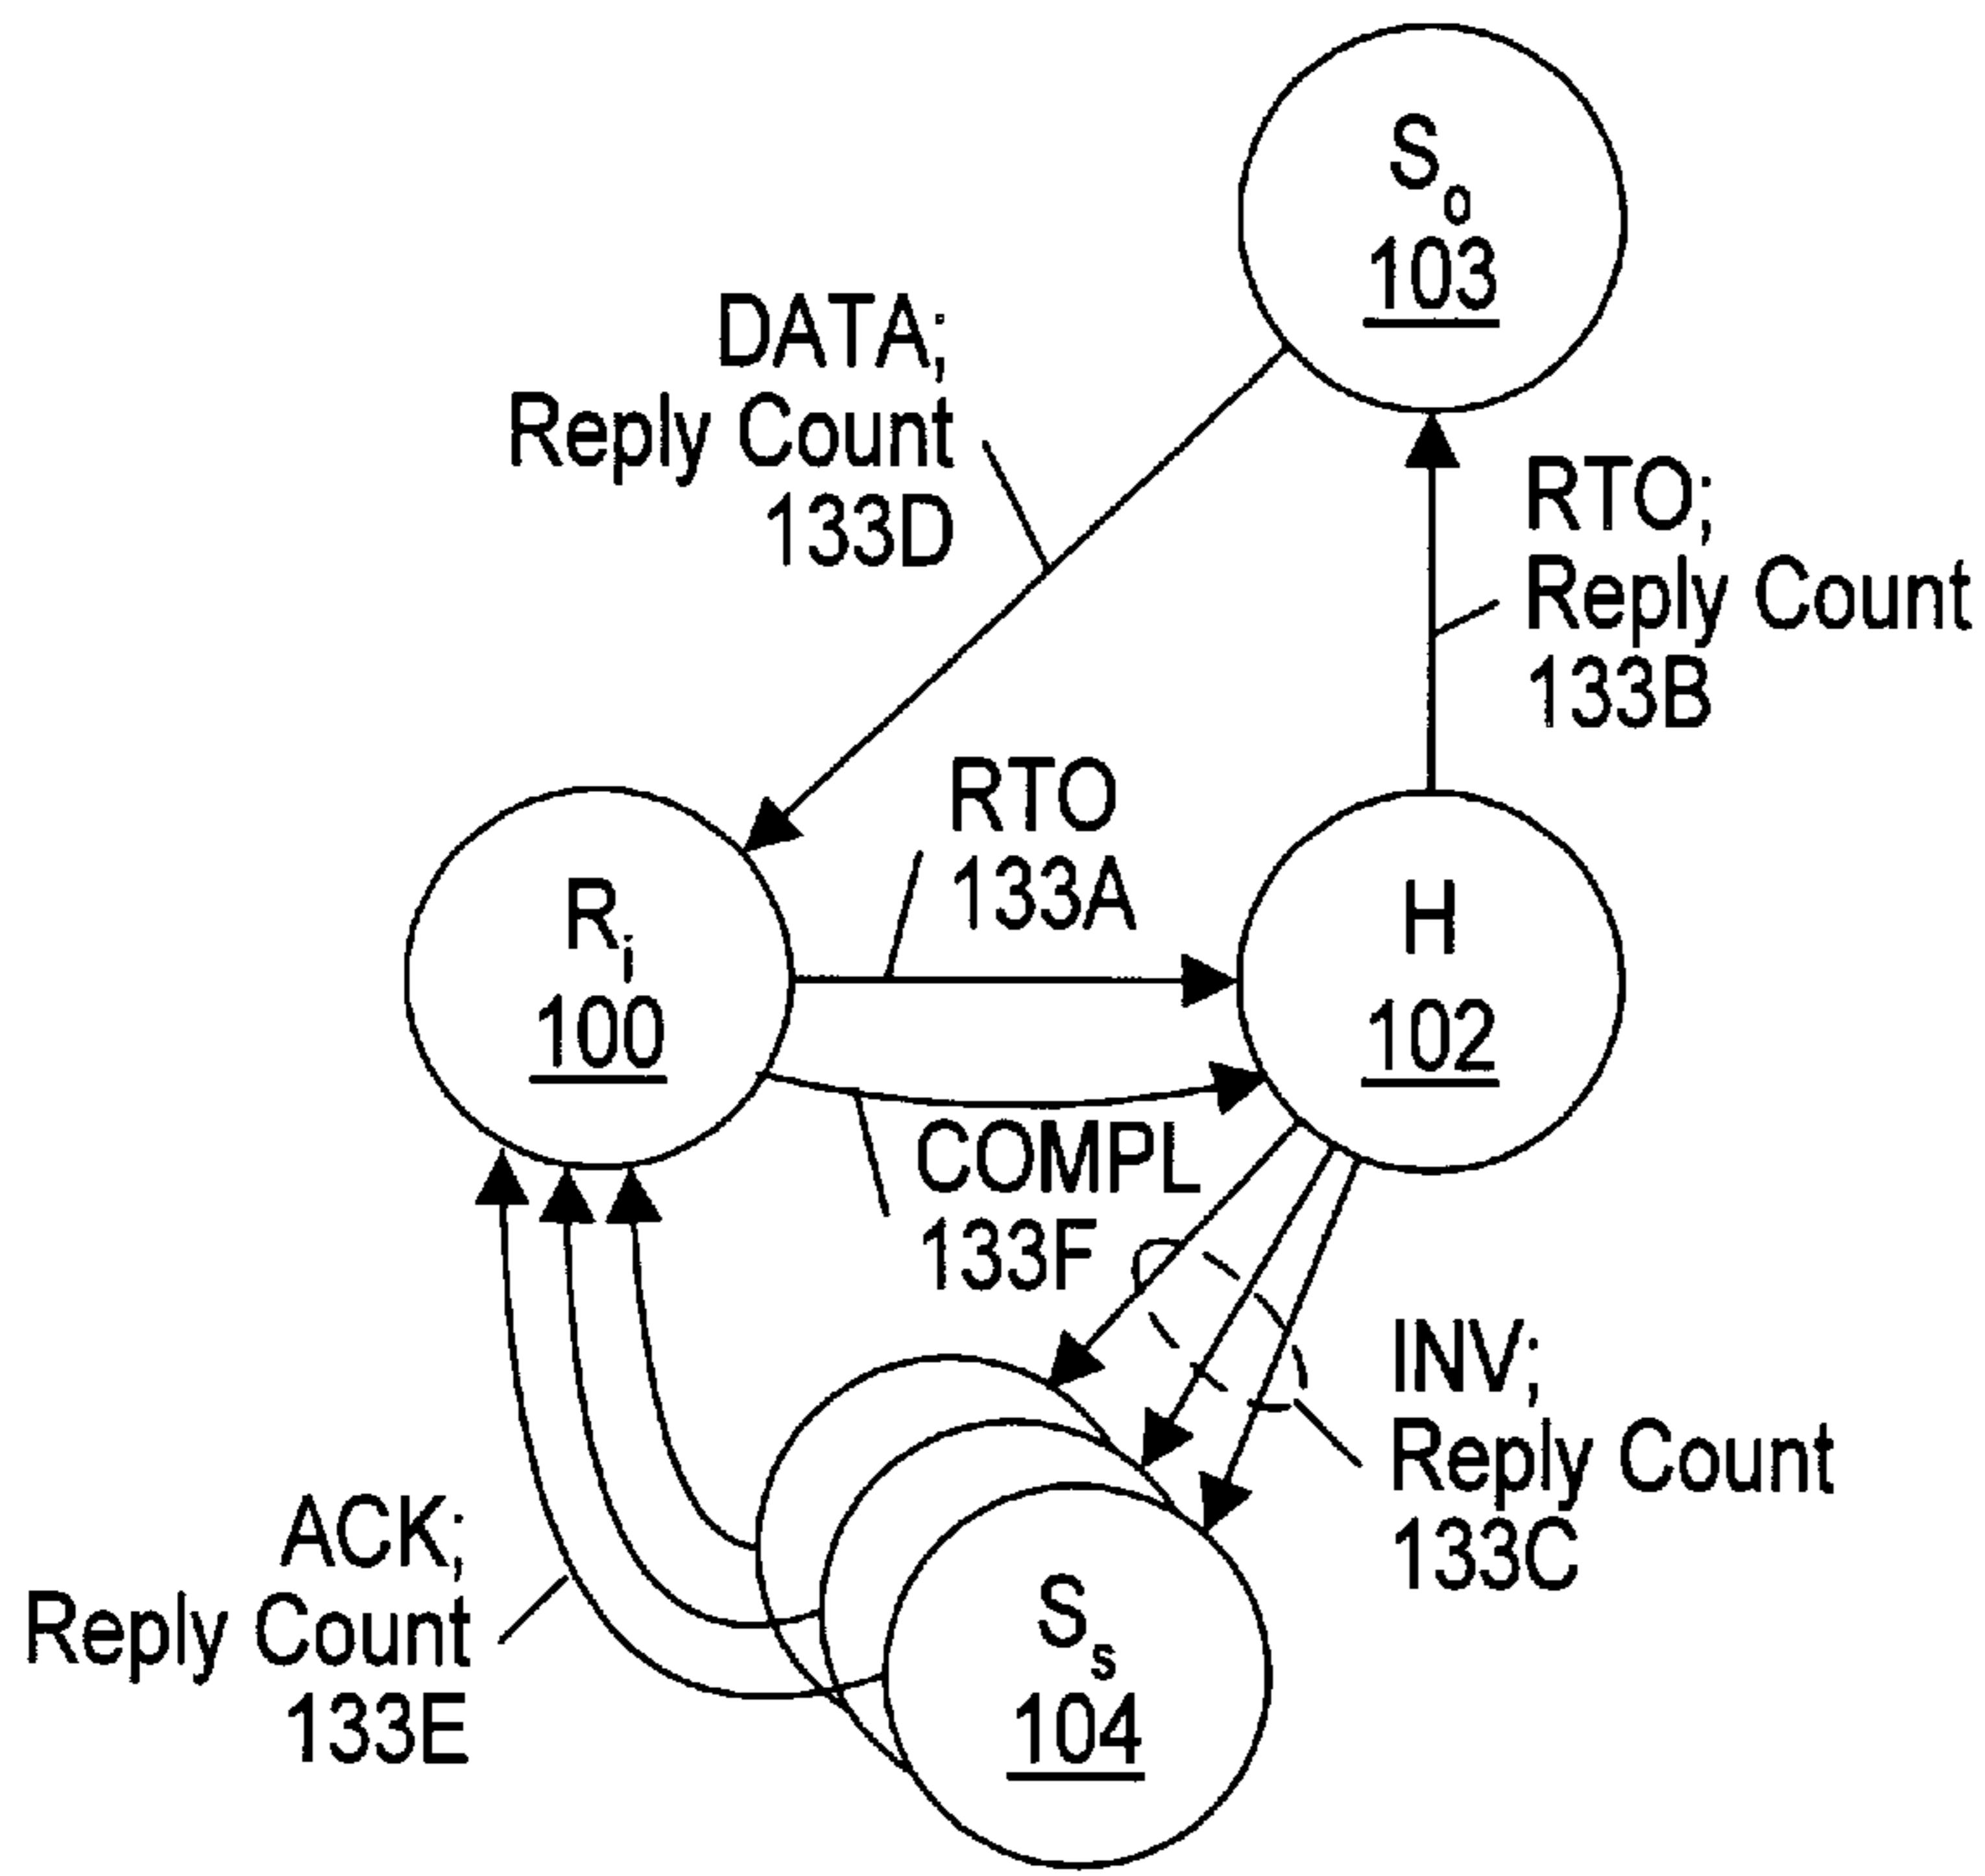 So
103
DATA;
Reply Count
133D
RTO;
Reply Count
133B
RTO
133A
Ri
100
H
102
COMPL
133F
INV;
Reply Count
133C
ACK;
Reply Count
133E
Ss
104